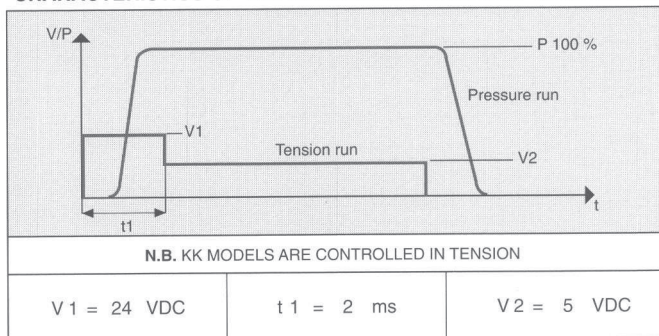 V/P
P 100 %
Pressure run
V1
Tension run
V2
t
t1
N.B. KK MODELS ARE CONTROLLED IN TENSION
V 1 = 24 VDC
t 1 = 2 ms
V 2 = 5 VDC